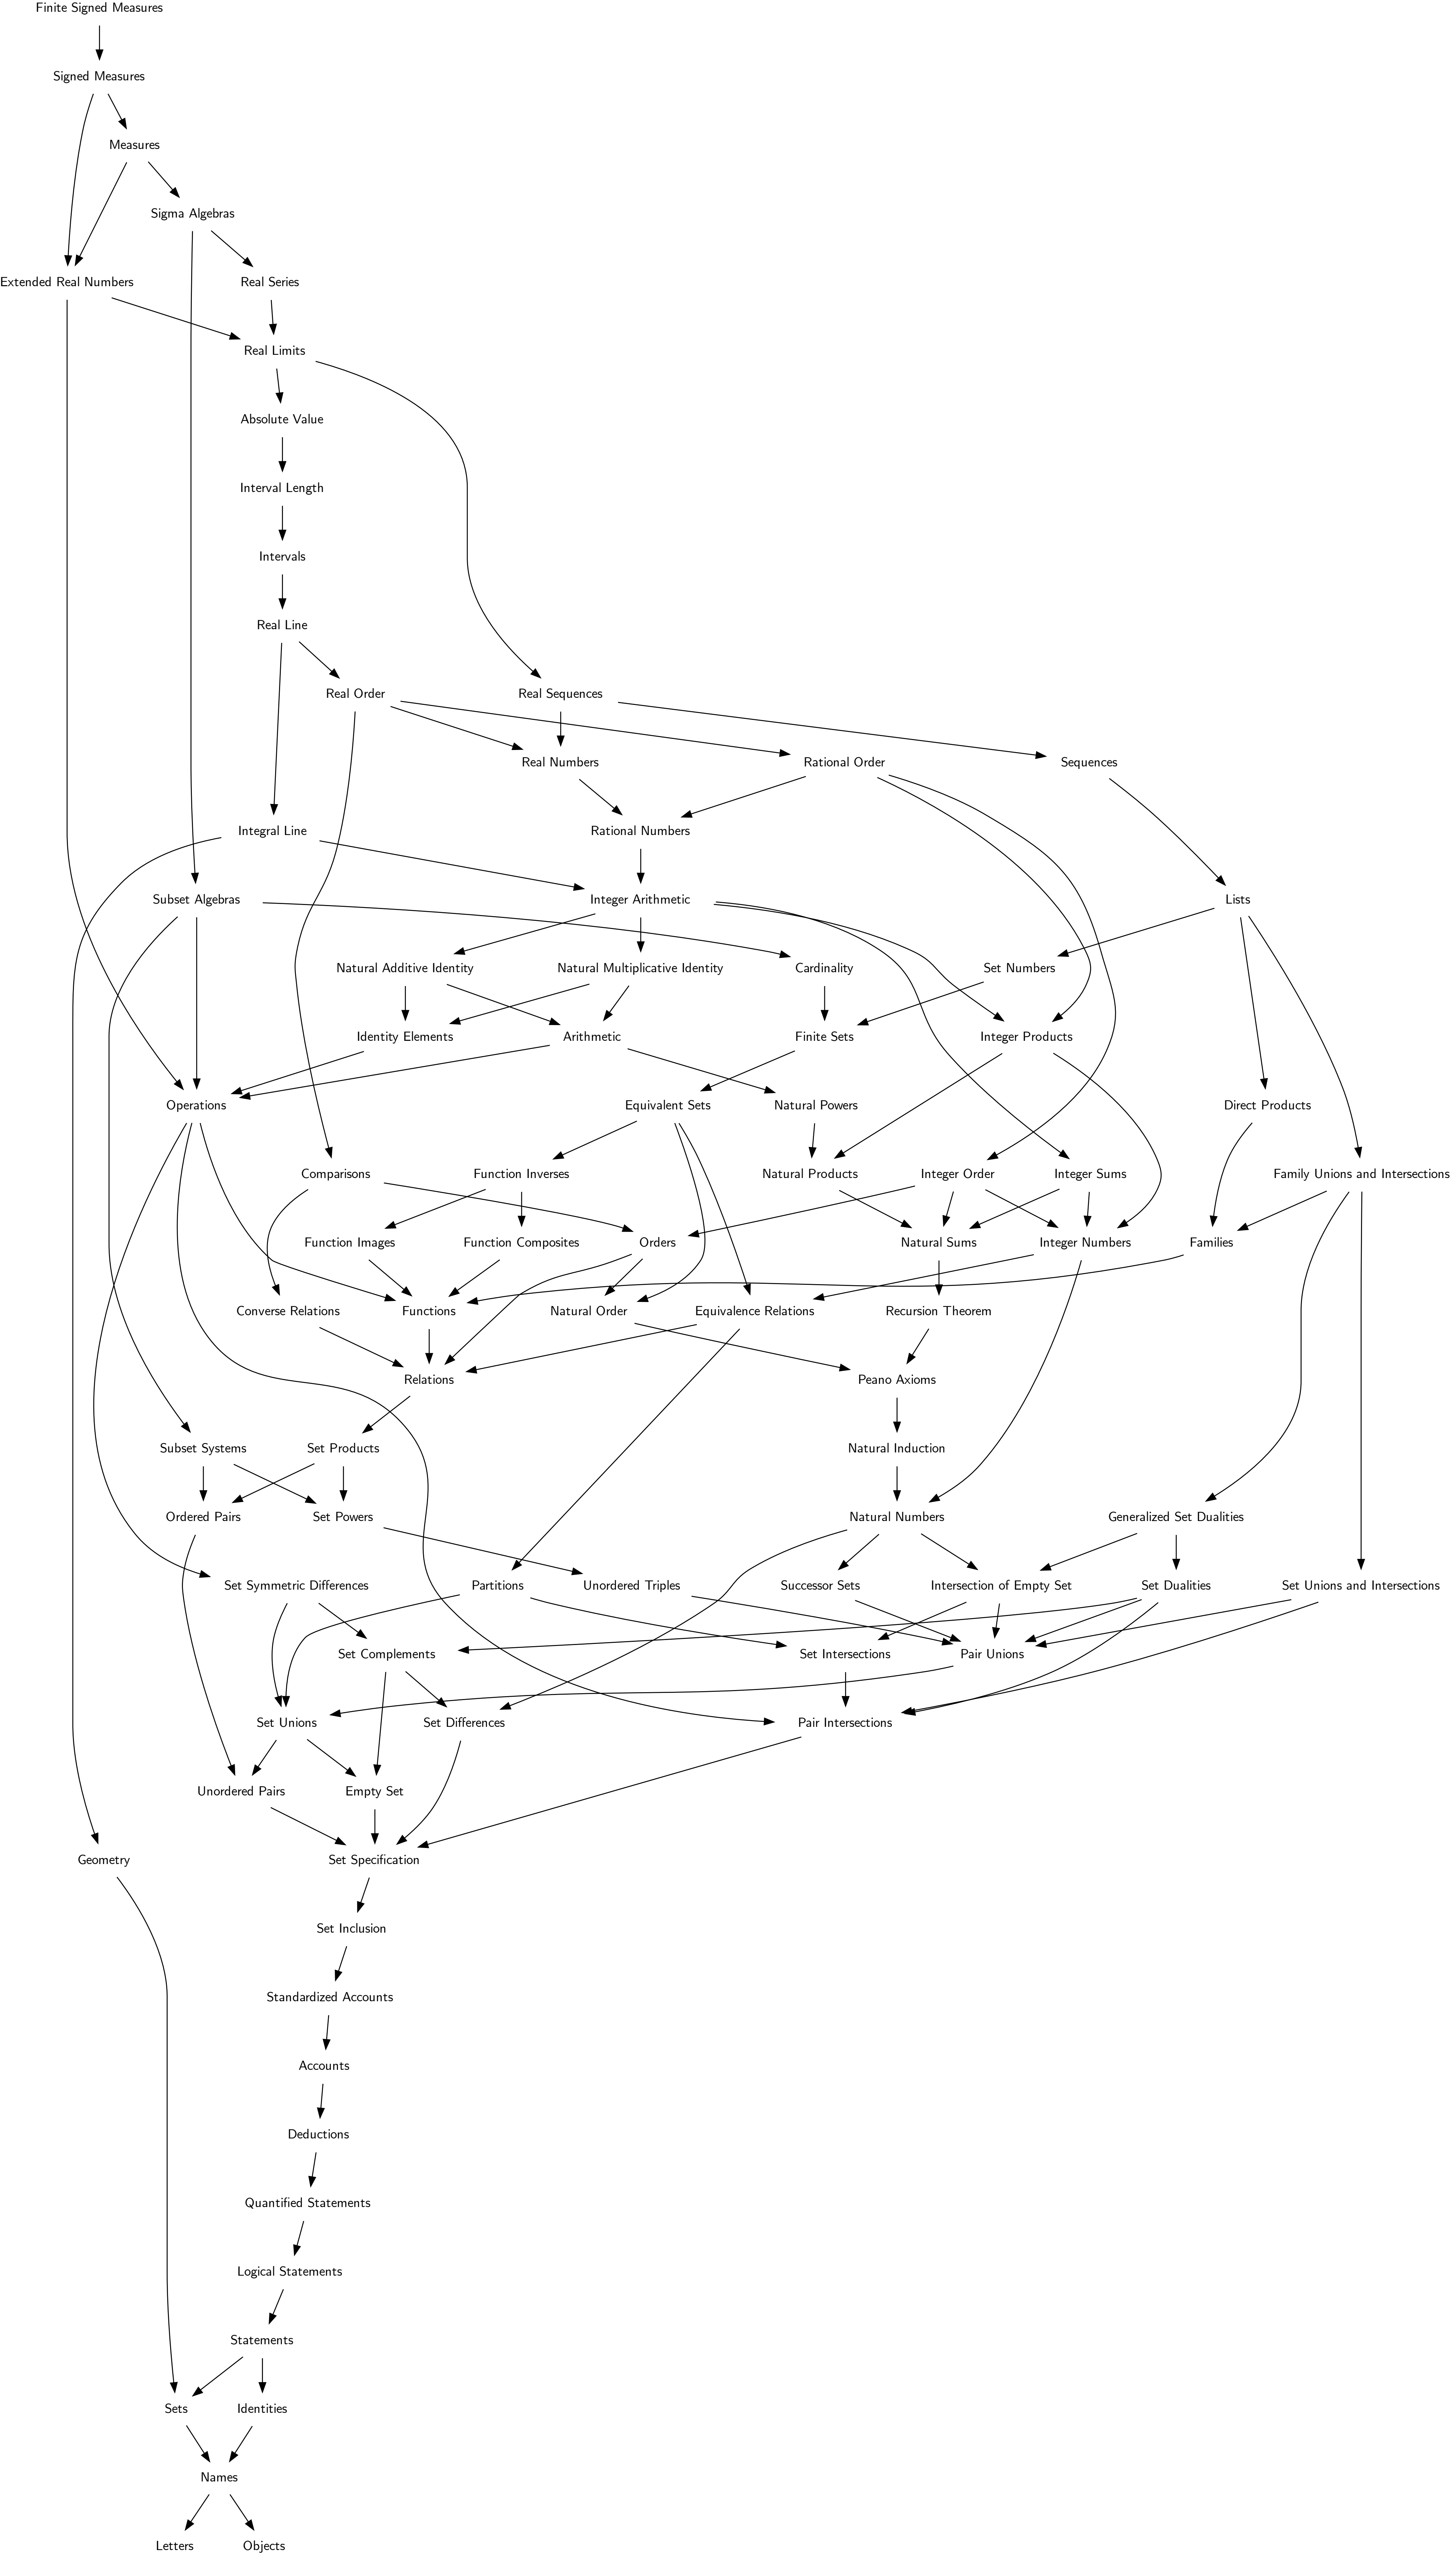 Finite Signed Measures
Signed Measures
Measures
Sigma Algebras
Extended Real Numbers
Real Series
Real Limits
Absolute Value
Interval Length
Intervals
Real Line
Real Order
Real Sequences
Real Numbers
Rational Order
Sequences
Integral Line
Rational Numbers
Subset Algebras
Integer Arithmetic
Lists
Natural Additive Identity
Natural Multiplicative Identity
Cardinality
Set Numbers
Identity Elements
Arithmetic
Finite Sets
Integer Products
Operations
Equivalent Sets
Natural Powers
Direct Products
Comparisons
Function Inverses
Natural Products
Integer Order
Integer Sums
Family Unions and Intersections
Function Images
Function Composites
Orders
Natural Sums
Integer Numbers
Families
Converse Relations
Functions
Natural Order
Equivalence Relations
Recursion Theorem
Relations
Peano Axioms
Subset Systems
Set Products
Natural Induction
Ordered Pairs
Set Powers
Natural Numbers
Generalized Set Dualities
Set Symmetric Differences
Partitions
Unordered Triples
Successor Sets
Intersection of Empty Set
Set Dualities
Set Unions and Intersections
Set Complements
Set Intersections
Pair Unions
Set Unions
Set Differences
Pair Intersections
Unordered Pairs
Empty Set
Geometry
Set Specification
Set Inclusion
Standardized Accounts
Accounts
Deductions
Quantified Statements
Logical Statements
Statements
Sets
Identities
Names
Letters
Objects